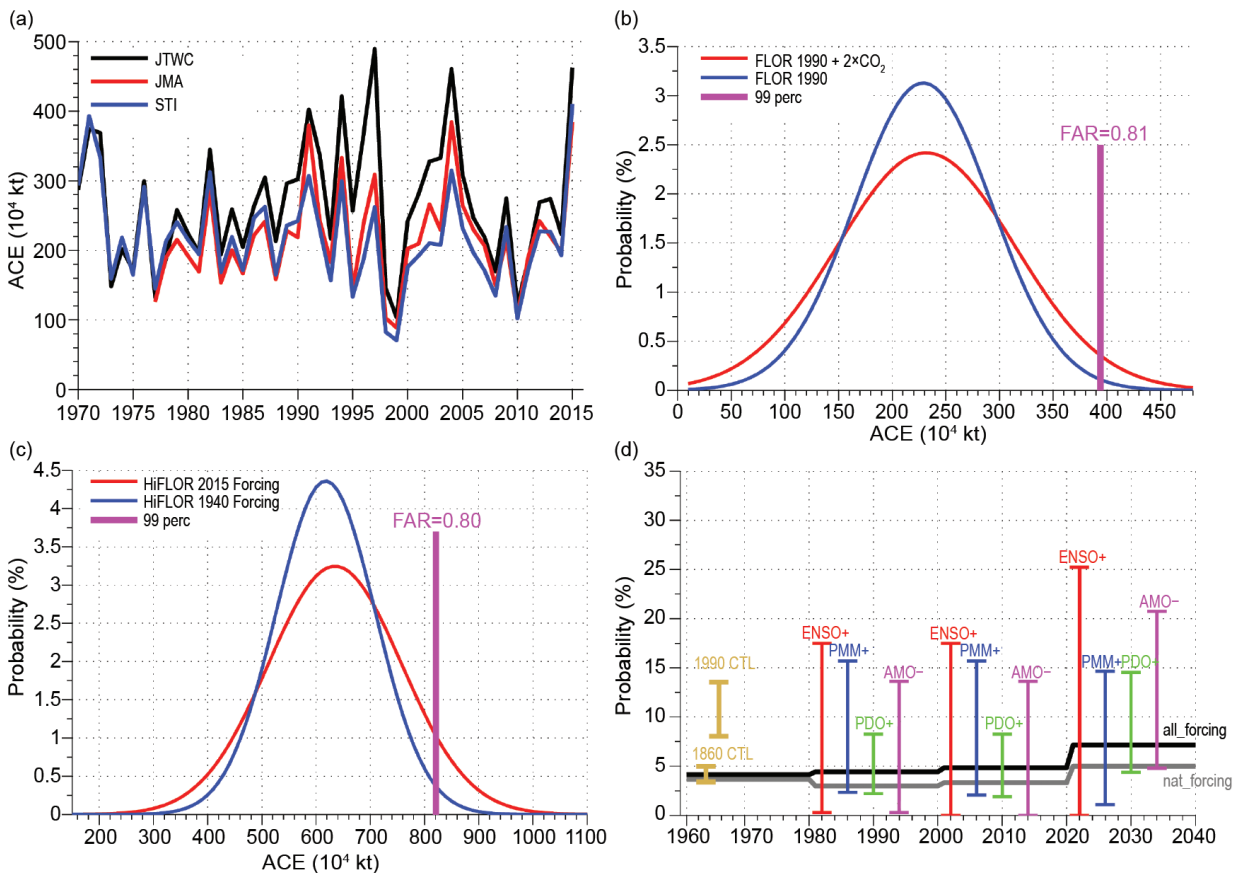 (a)
500
400
300
200
100
0
ACE (10⁴ kt)
JTWC
JMA
STI
1970 1975 1980 1985 1990 1995 2000 2005 2010 2015
(b)
3.5
3
2.5
2
1.5
1
0.5
0
Probability (%)
FLOR 1990 + 2×CO₂
FLOR 1990
99 perc
FAR=0.81
0 50 100 150 200 250 300 350 400 450
ACE (10⁴ kt)
(c)
4.5
4
3.5
3
2.5
2
1.5
1
0.5
0
Probability (%)
HiFLOR 2015 Forcing
HiFLOR 1940 Forcing
99 perc
FAR=0.80
200 300 400 500 600 700 800 900 1000 1100
ACE (10⁴ kt)
(d)
35
30
25
20
15
10
5
0
Probability (%)
1990 CTL
1860 CTL
ENSO+
PMM+
PDO+
AMO−
ENSO+
PMM+
PDO+
AMO−
ENSO+
PMM+
AMO−
all_forcing
nat_forcing
1960 1970 1980 1990 2000 2010 2020 2030 2040